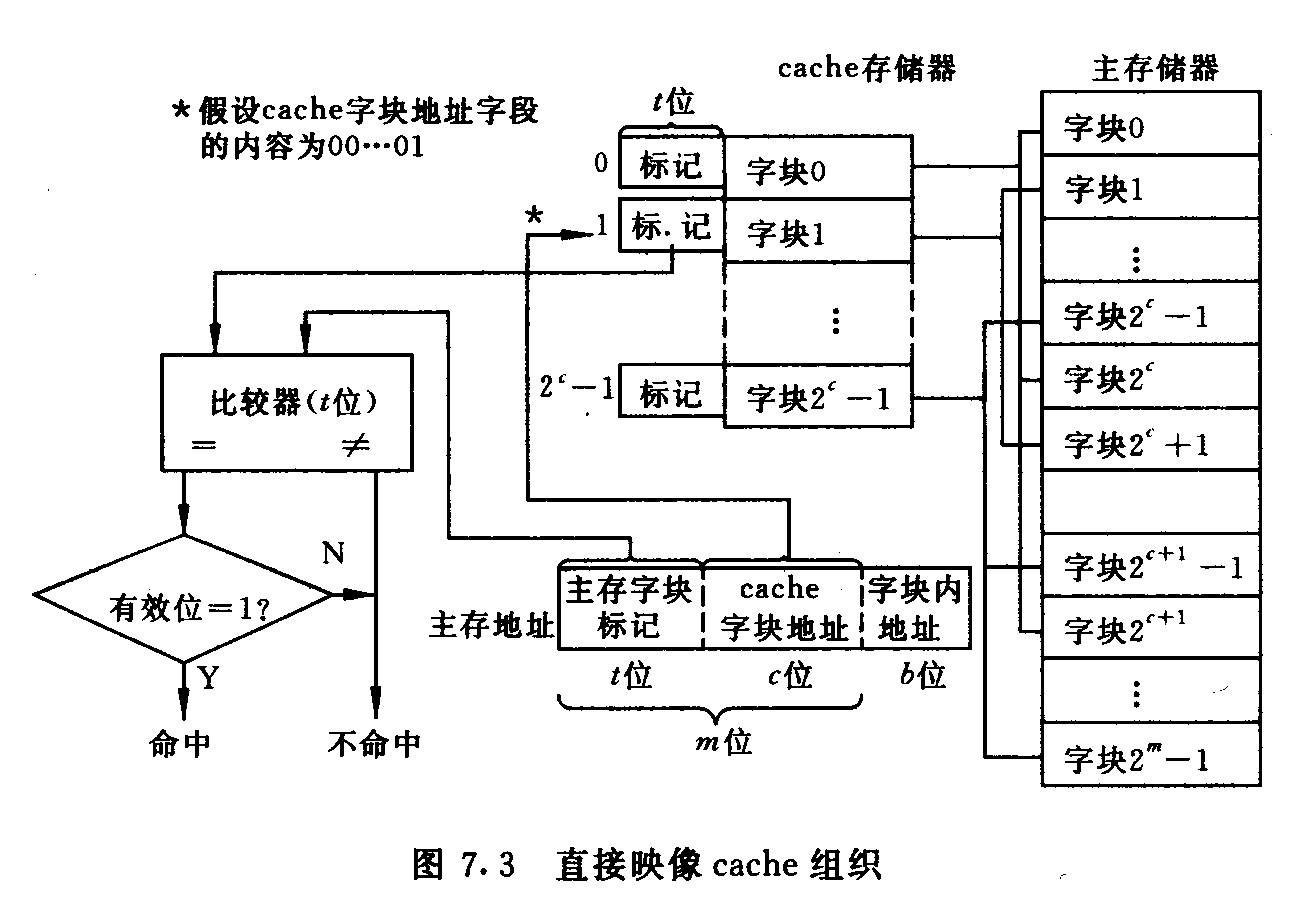 cache存储器
主存储器
*假设cache字块地址字段
的内容为00…01
t位
0
标记
字块0
字块0
字块1
*
1
标.记
字块1
⋮
⋮
字块2^c－1
2^c－1
标记
字块2^c－1
字块2^c
字块2^c＋1
比较器(t位)
= ≠
有效位＝1?
N
Y
命中
不命中
主存地址
主存字块
标记
cache
字块地址
字块内
地址
t位
c位
b位
m位
字块2^{c+1}－1
字块2^{c+1}
⋮
字块2^m－1
图 7.3 直接映像 cache 组织